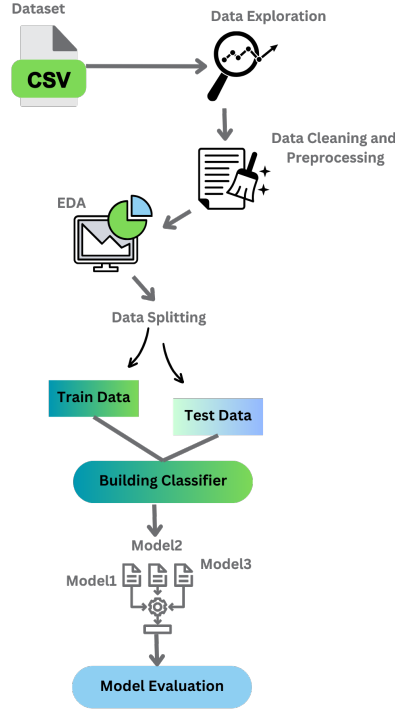 Dataset
Data Exploration
CSV
Data Cleaning and
Preprocessing
EDA
Data Splitting
Train Data
Test Data
Building Classifier
Model2
Model3
Model1
Model Evaluation